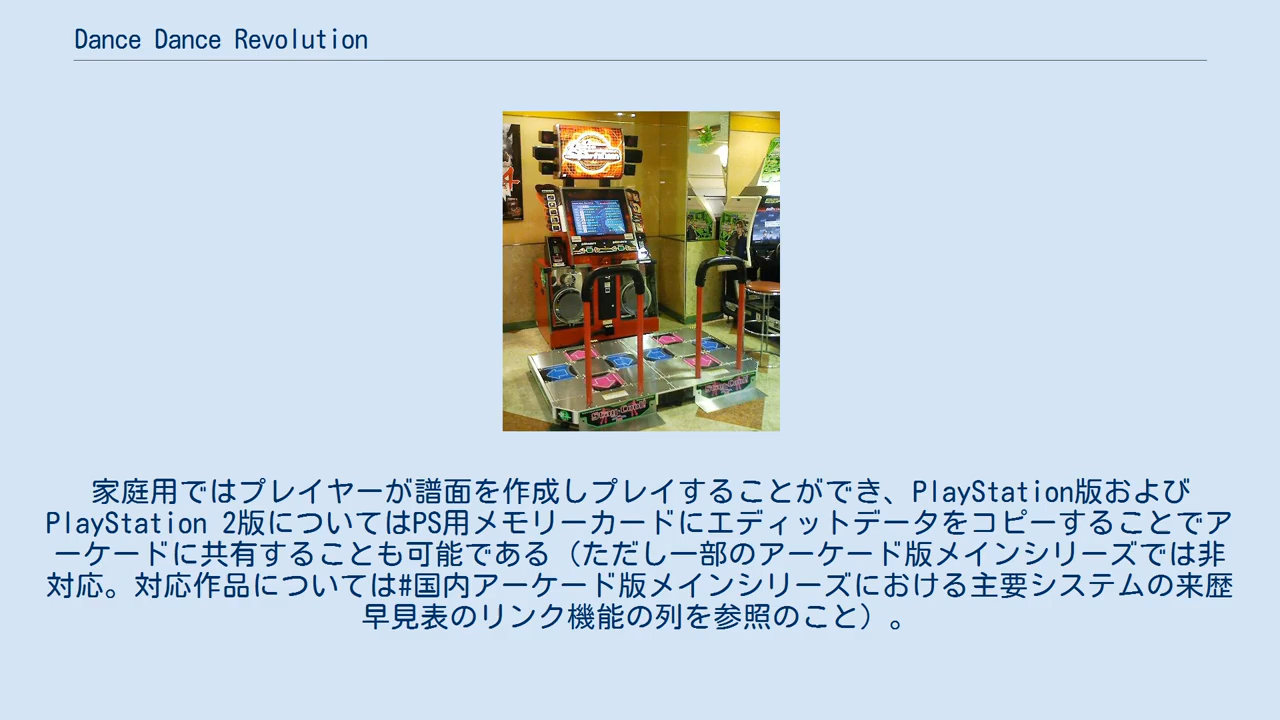 Dance Dance Revolution
家庭用ではプレイヤーが譜面を作成しプレイすることができ、PlayStation版および
PlayStation 2版についてはPS用メモリーカードにエディットデータをコピーすることでア
ーケードに共有することも可能である（ただし一部のアーケード版メインシリーズでは非
対応。対応作品については#国内アーケード版メインシリーズにおける主要システムの来歴
早見表のリンク機能の列を参照のこと）。